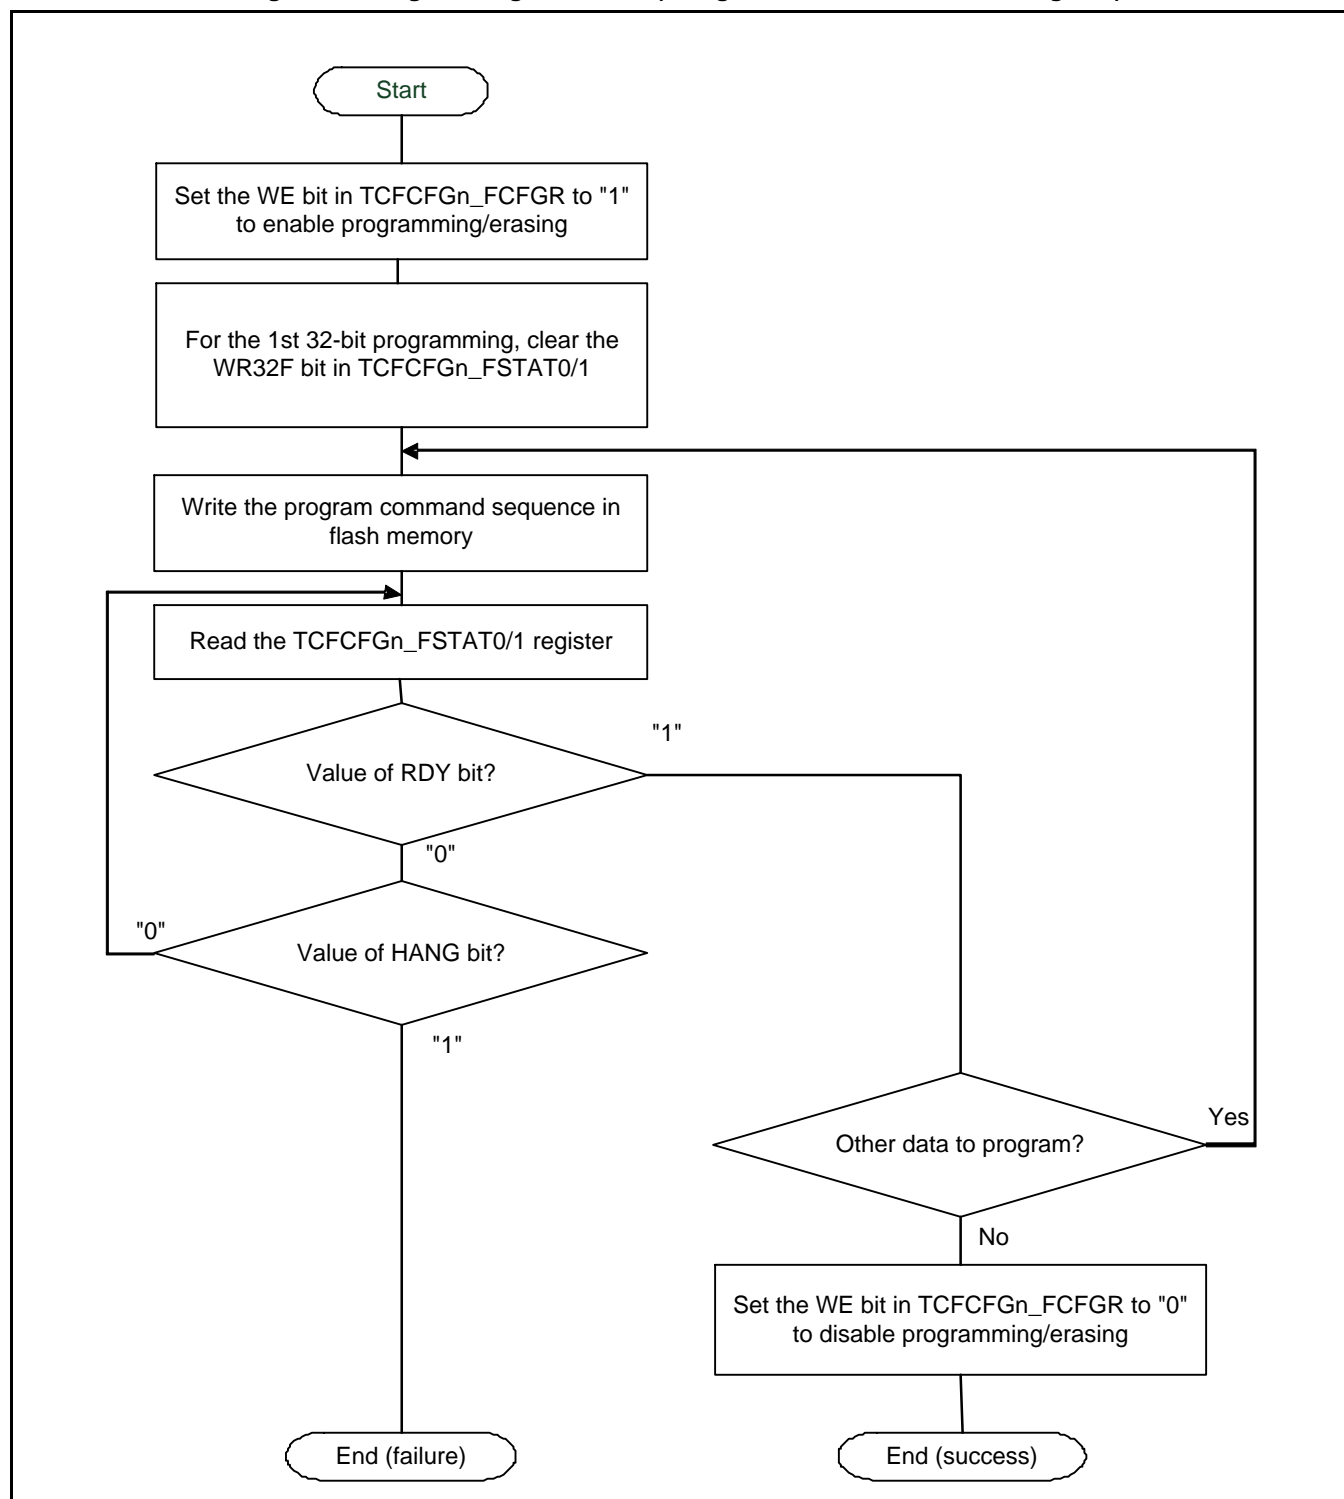 Start
Set the WE bit in TCFCFGn_FCFGR to "1"
to enable programming/erasing
For the 1st 32-bit programming, clear the
WR32F bit in TCFCFGn_FSTAT0/1
Write the program command sequence in
flash memory
Read the TCFCFGn_FSTAT0/1 register
"1"
Value of RDY bit?
"0"
"0"
Value of HANG bit?
"1"
Yes
Other data to program?
No
Set the WE bit in TCFCFGn_FCFGR to "0"
to disable programming/erasing
End (failure)
End (success)